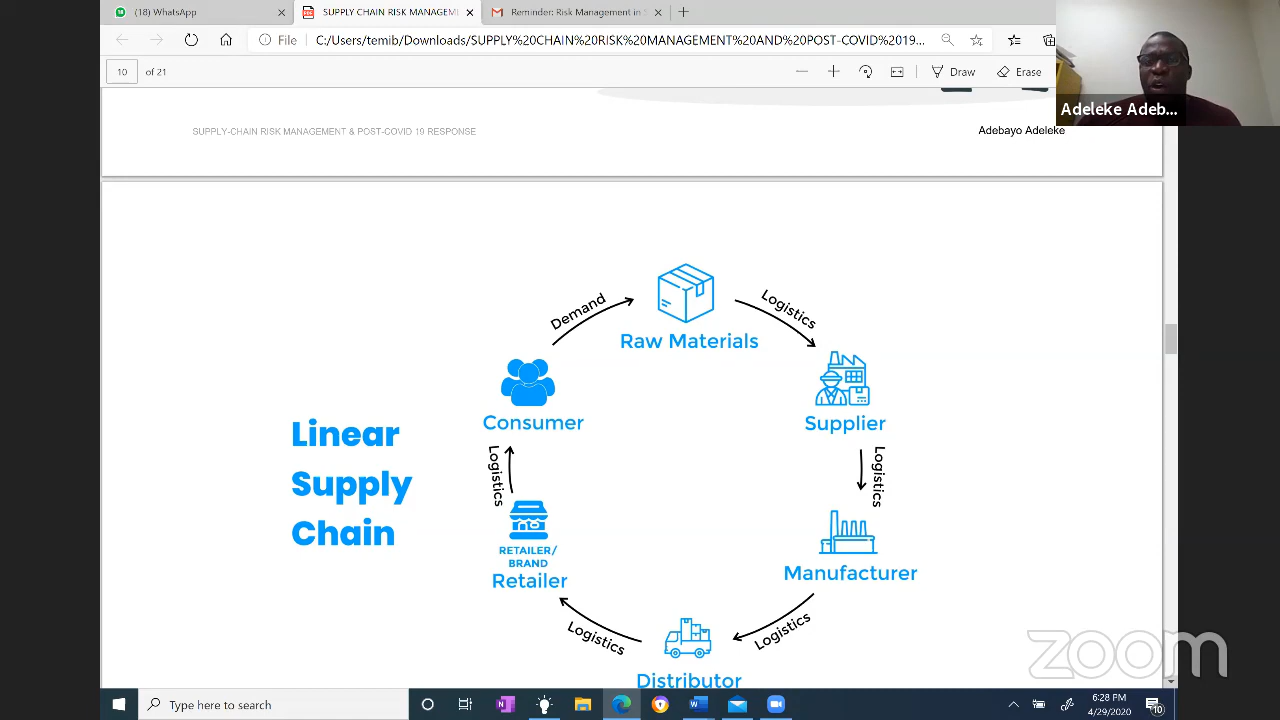 (18) WhatsApp
SUPPLY CHAIN RISK MANAGEM
Reminder: Risk Management in
File
C:/Users/temib/Downloads/SUPPLY%20CHAIN%20RISK%20MANAGEMENT%20AND%20POST-COVID%2019...
10
of 21
Draw
Erase
Adeleke Adeb...
SUPPLY-CHAIN RISK MANAGEMENT & POST-COVID 19 RESPONSE
Adebayo Adeleke
Demand
Logistics
Raw Materials
Consumer
Supplier
Linear
Supply
Chain
Logistics
Logistics
RETAILER/
BRAND
Retailer
Manufacturer
Logistics
Logistics
Distributor
zoom
Type here to search
6:28 PM
4/29/2020
10